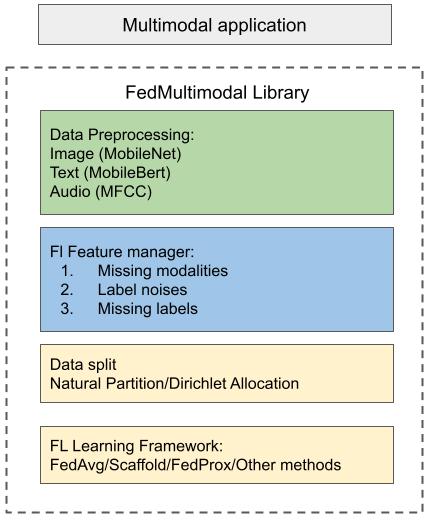 Multimodal application
FedMultimodal Library
Data Preprocessing:
Image (MobileNet)
Text (MobileBert)
Audio (MFCC)
Fl Feature manager:
1. Missing modalities
2. Label noises
3. Missing labels
Data split
Natural Partition/Dirichlet Allocation
FL Learning Framework:
FedAvg/Scaffold/FedProx/Other methods